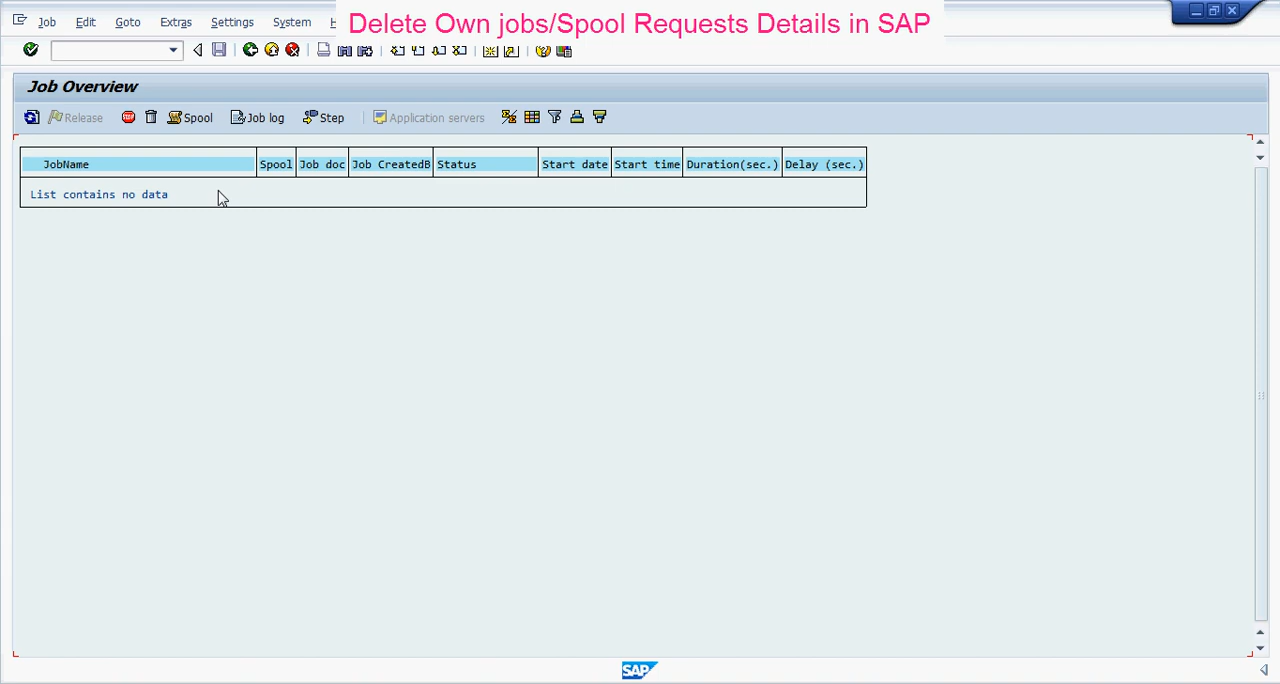 Job Edit Goto Extras Settings System H
Delete Own jobs/Spool Requests Details in SAP
Job Overview
Release Spool Job log Step Application servers
JobName Spool Job doc Job CreatedB Status Start date Start time Duration(sec.) Delay (sec.)
List contains no data
SAP